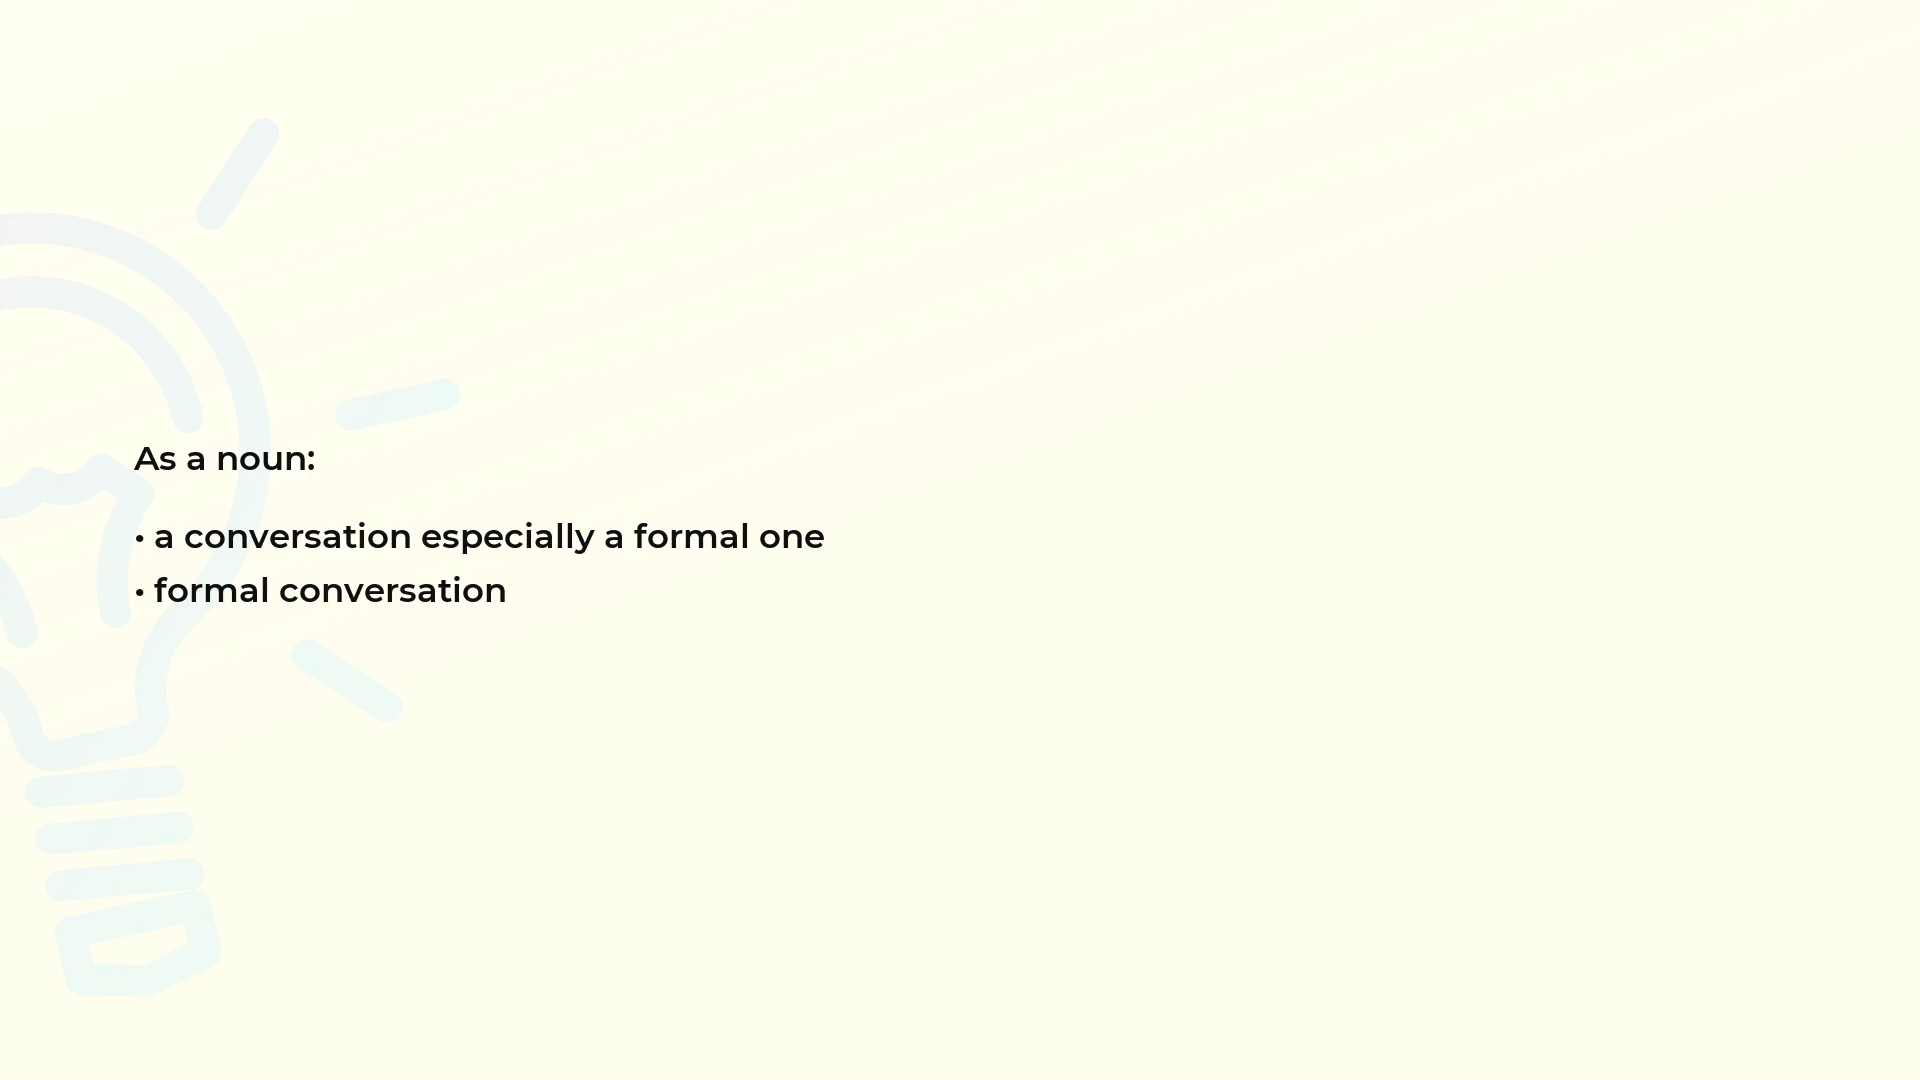 As a noun:
• a conversation especially a formal one
• formal conversation